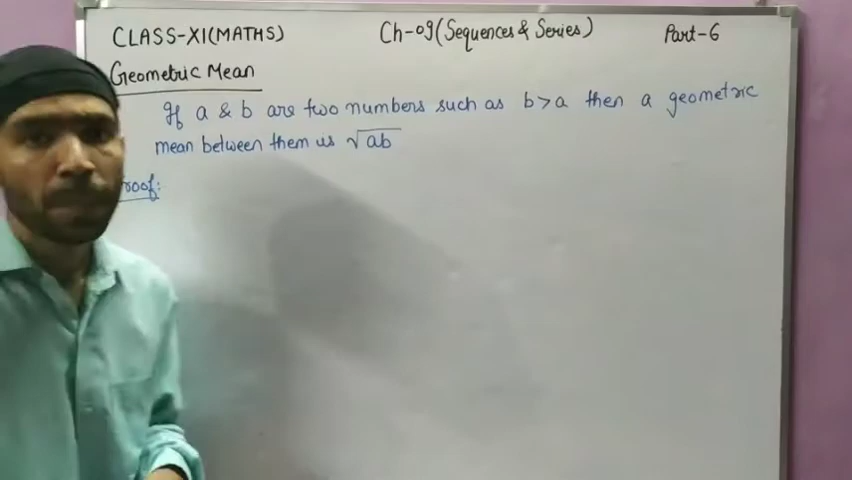 CLASS-XI(MATHS) Ch-09(Sequences & Series) Part-6
Geometric Mean
If a & b are two numbers such as b>a then a geometric
mean between them is √ab
roof: